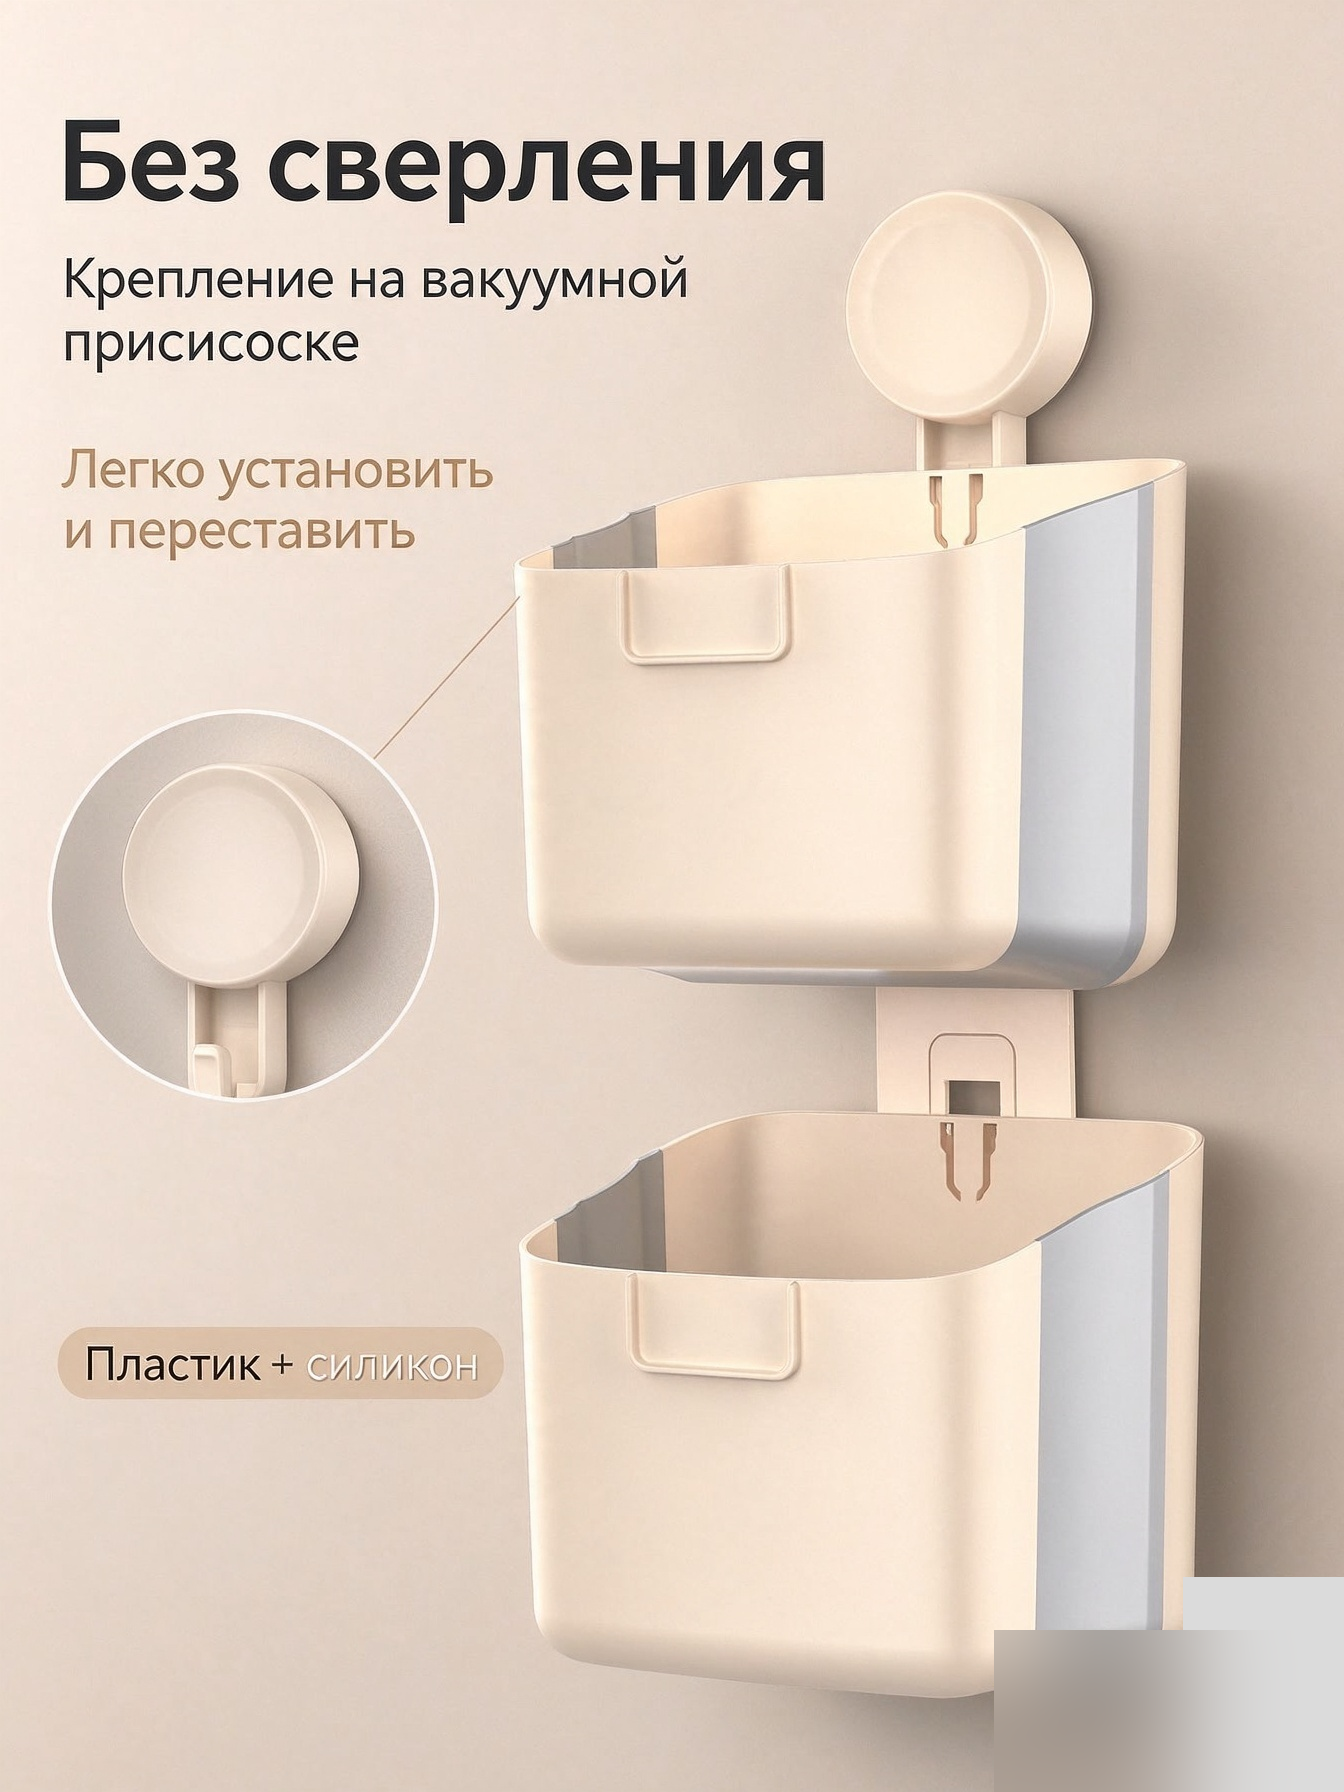 Без сверления
Крепление на вакуумной
присисоске
Легко установить
и переставить
Пластик + силикон